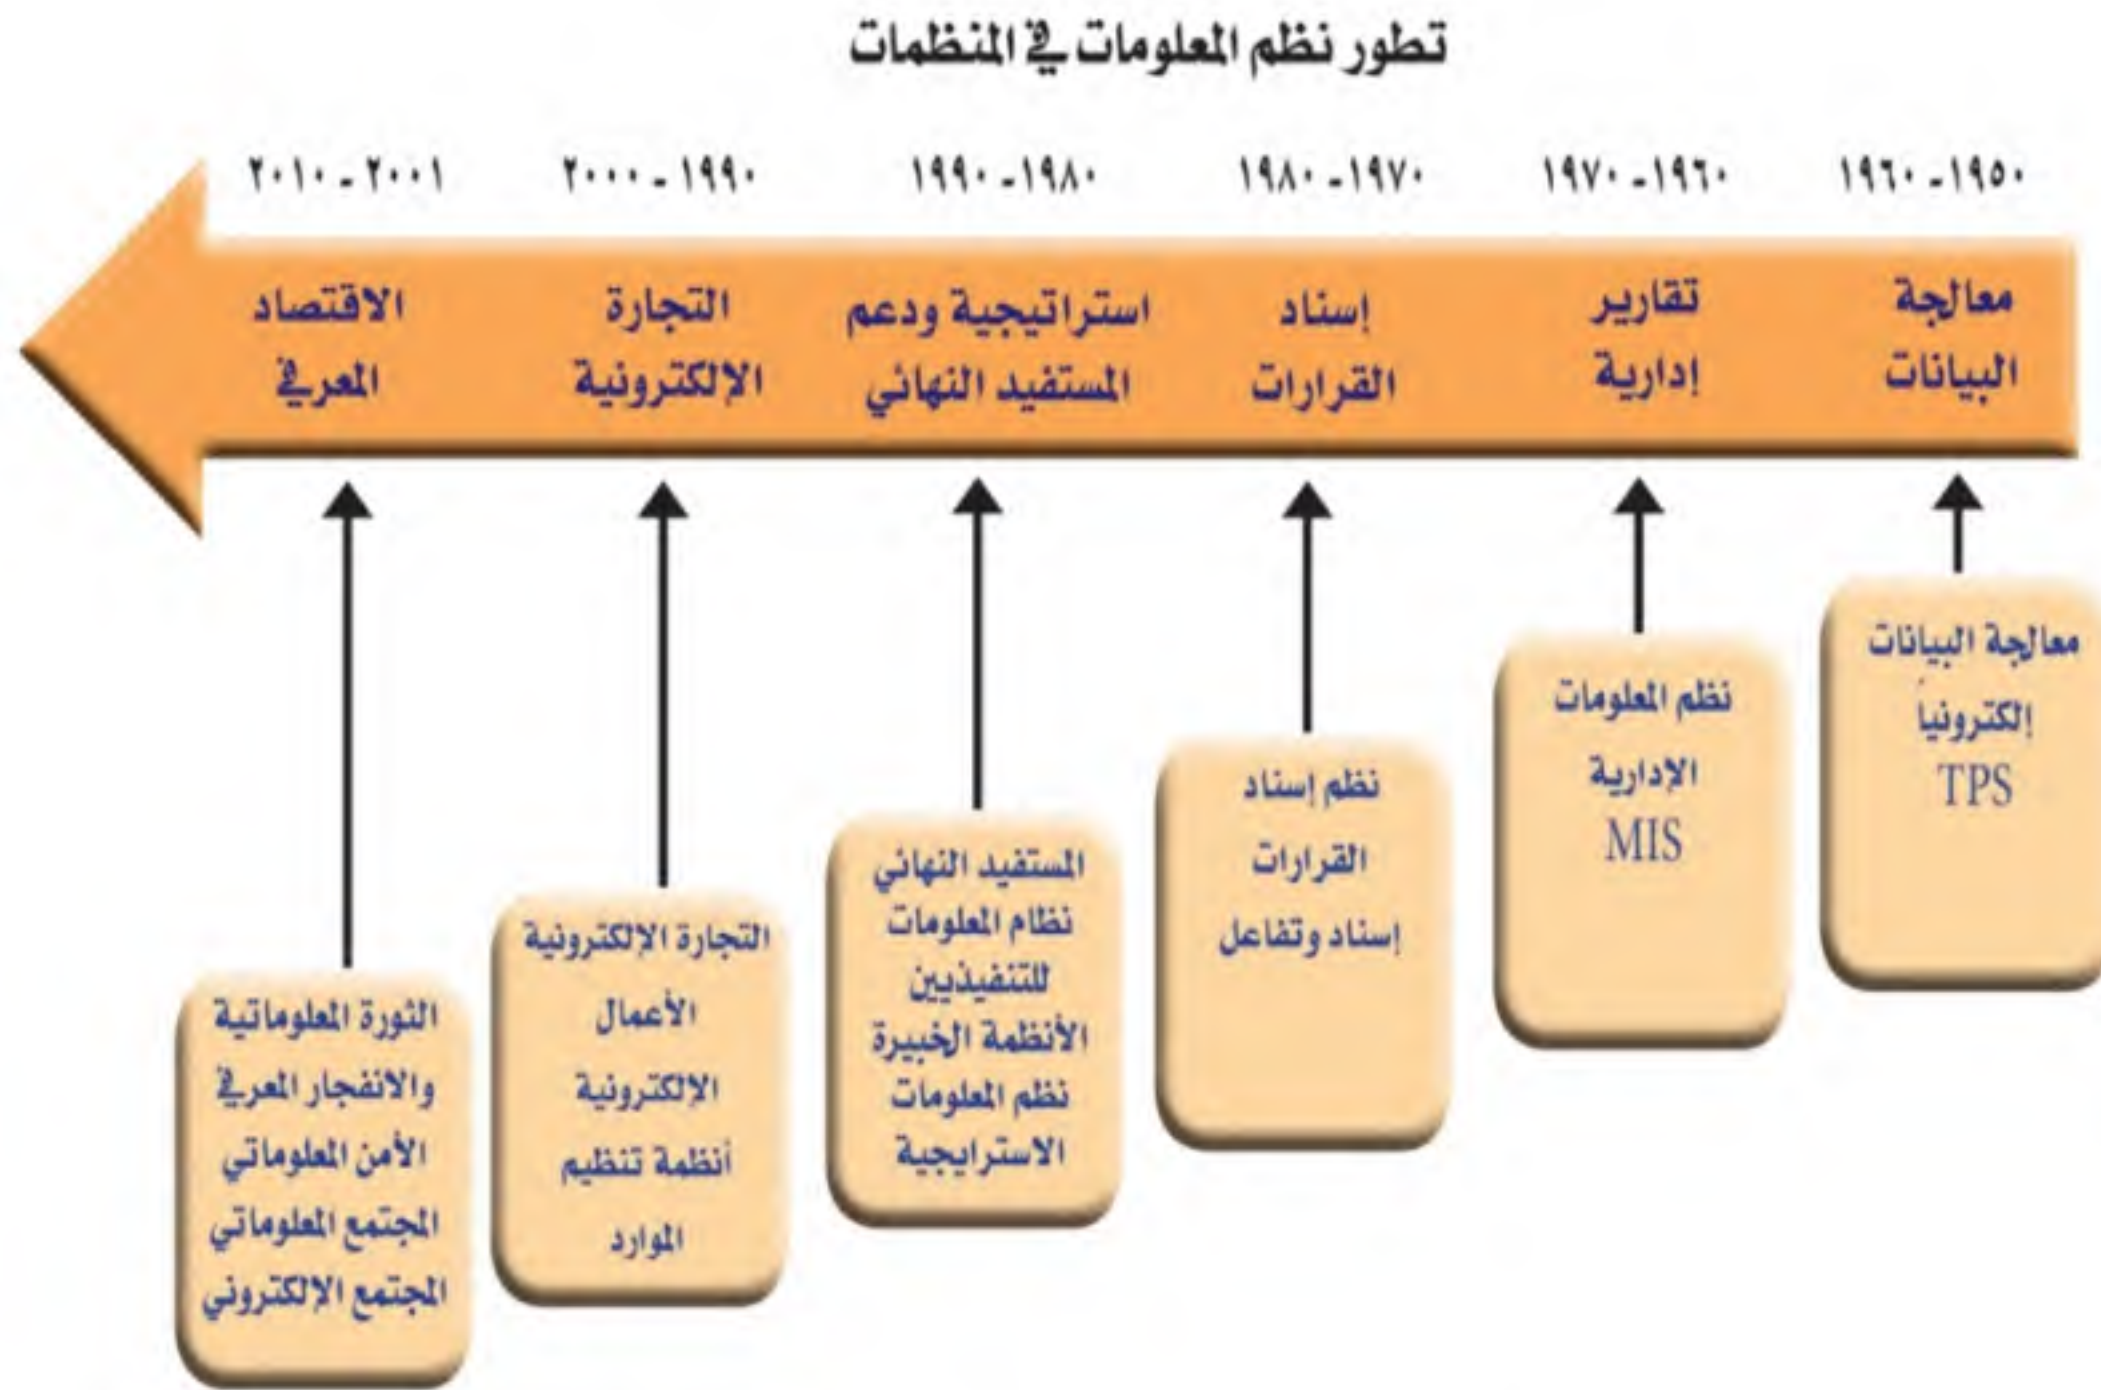 تطور نظم المعلومات في المنظمات
١٩٥٠-١٩٦٠
١٩٦٠-١٩٧٠
١٩٧٠-١٩٨٠
١٩٨٠-١٩٩٠
١٩٩٠ - ٢٠٠٠
٢٠٠١ - ٢٠١٠
معالجة
البيانات
تقارير
إدارية
إسناد
القرارات
استراتيجية ودعم
المستفيد النهائي
التجارة
الإلكترونية
الاقتصاد
المعرفي
معالجة البيانات
إلكترونياً
TPS
نظم المعلومات
الإدارية
MIS
نظم إسناد
القرارات
إسناد وتفاعل
المستفيد النهائي
نظام المعلومات
للتنفيذيين
الأنظمة الخبيرة
نظم المعلومات
الاسترايجية
التجارة الإلكترونية
الأعمال
الإلكترونية
أنظمة تنظيم
الموارد
الثورة المعلوماتية
والانفجار المعرفي
الأمن المعلوماتي
المجتمع المعلوماتي
المجتمع الإلكتروني